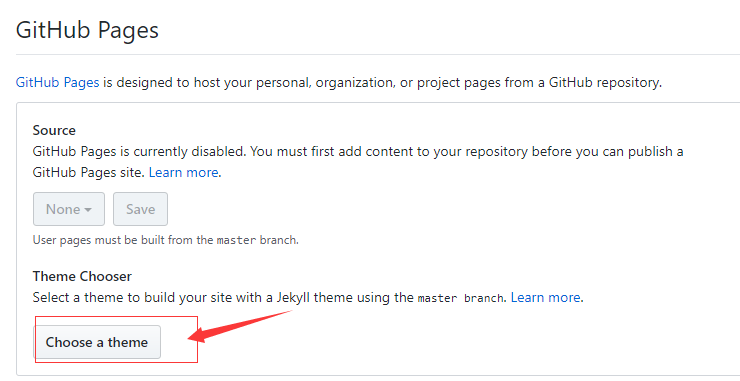 GitHub Pages
GitHub Pages is designed to host your personal, organization, or project pages from a GitHub repository.
Source
GitHub Pages is currently disabled. You must first add content to your repository before you can publish a
GitHub Pages site. Learn more.
None Save
User pages must be built from the master branch.
Theme Chooser
Select a theme to build your site with a Jekyll theme using the master branch. Learn more.
Choose a theme